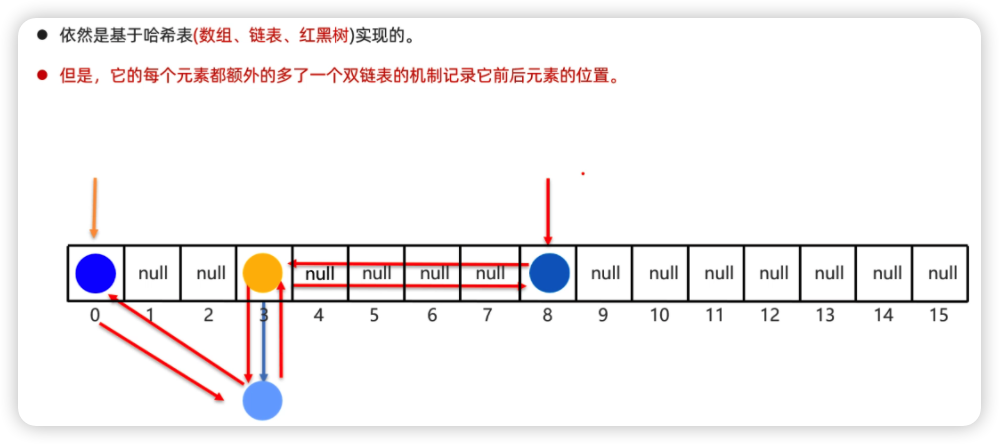 依然是基于哈希表(数组、链表、红黑树)实现的。
但是，它的每个元素都额外的多了一个双链表的机制记录它前后元素的位置。
null null null null null null null null null null null null null
0 1 2 3 4 5 6 7 8 9 10 11 12 13 14 15